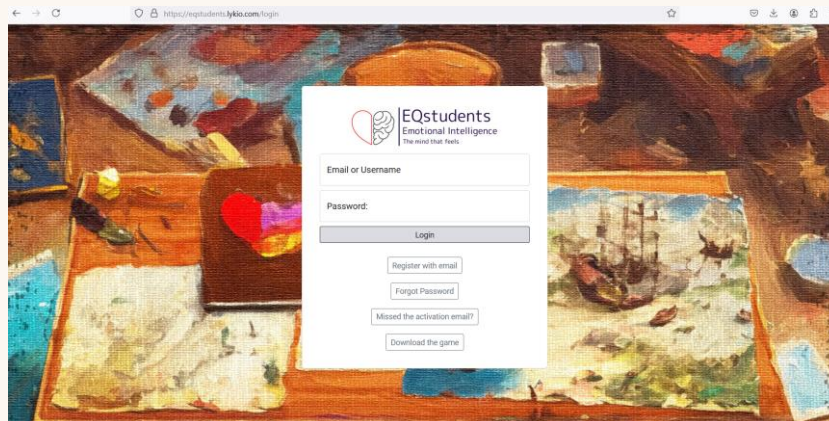 https://eqstudents.lykio.com/login
EQstudents
Emotional Intelligence
The mind that feels
Email or Username
Password:
Login
Register with email
Forgot Password
Missed the activation email?
Download the game